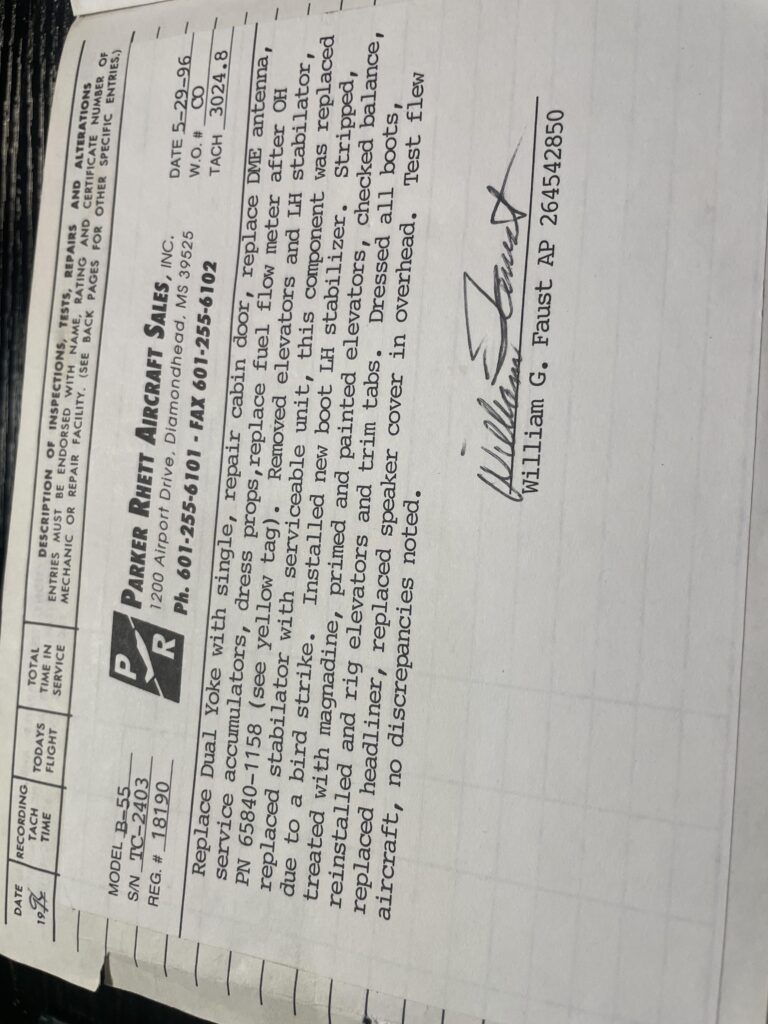 DESCRIPTION OF INSPECTIONS, TESTS, REPAIRS AND ALTERATIONS
ENTRIES MUST BE ENDORSED WITH NAME, RATING AND CERTIFICATE NUMBER OF
MECHANIC OR REPAIR FACILITY. (SEE BACK PAGES FOR OTHER SPECIFIC ENTRIES.)
DATE
19
RECORDING
TACH
TIME
TODAYS
FLIGHT
TOTAL
TIME IN
SERVICE
MODEL B-55
S/N TC-2403
REG. # 18190
P R
PARKER RHETT AIRCRAFT SALES, INC.
1200 Airport Drive, Diamondhead, MS 39525
Ph. 601-255-6101 - FAX 601-255-6102
DATE 5-29-96
W.O. # CO
TACH 3024.8
Replace Dual Yoke with single, repair cabin door, replace DME antenna,
service accumulators, dress props,replace fuel flow meter after OH
PN 65840-1158 (see yellow tag). Removed elevators and LH stabilator,
replaced stabilator with serviceable unit, this component was replaced
due to a bird strike. Installed new boot LH stabilizer. Stripped,
treated with magnadine, primed and painted elevators, checked balance,
reinstalled and rig elevators and trim tabs. Dressed all boots,
replaced headliner, replaced speaker cover in overhead. Test flew
aircraft, no discrepancies noted.
William Faust
William G. Faust AP 264542850